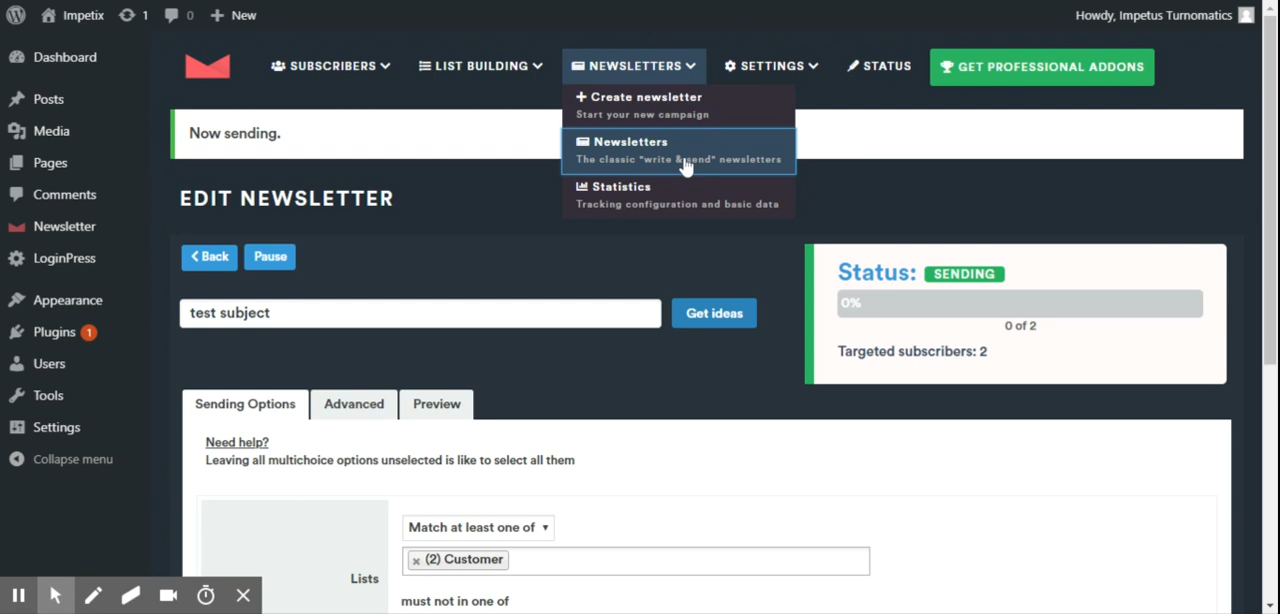 Impetix
1
0
New
Howdy, Impetus Turnomatics
Dashboard
Posts
Media
Pages
Comments
Newsletter
LoginPress
Appearance
Plugins 1
Users
Tools
Settings
Collapse menu
SUBSCRIBERS
LIST BUILDING
NEWSLETTERS
SETTINGS
STATUS
GET PROFESSIONAL ADDONS
Create newsletter
Start your new campaign
Newsletters
The classic "write & send" newsletters
Statistics
Tracking configuration and basic data
Now sending.
EDIT NEWSLETTER
Back
Pause
test subject
Get ideas
Status: SENDING
0%
0 of 2
Targeted subscribers: 2
Sending Options
Advanced
Preview
Need help?
Leaving all multichoice options unselected is like to select all them
Lists
Match at least one of
× (2) Customer
must not in one of